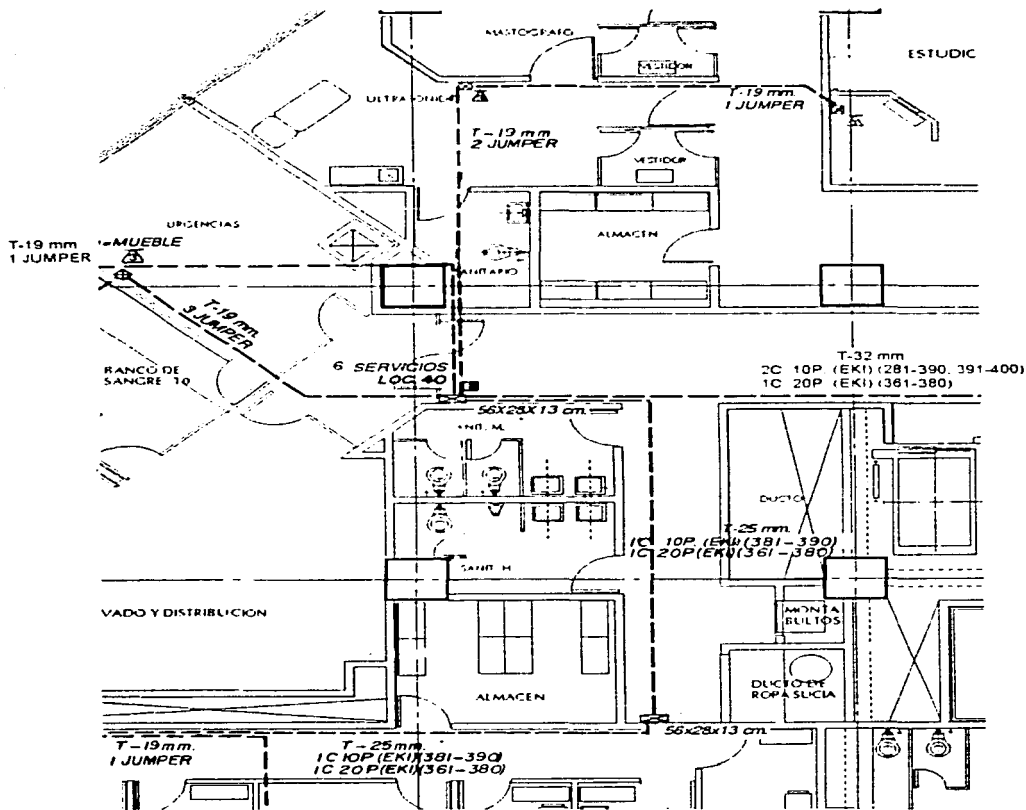 MASTOGRAFO
ESTUDIO
VESTIDOR
T-19 mm.
1 JUMPER
T-19 mm
2 JUMPER
VESTIDOR
URGENCIAS
ALMACEN
T-19 mm
1 JUMPER
MUEBLE
SANITARIO
T-19 mm.
3 JUMPER
BANCO DE
SANGRE 10
6 SERVICIOS
LOC 40
T-32 mm
2C 10P (EKI) (281-390, 391-400)
1C 20P (EKI) (361-380)
56X28X13 cm.
SANIT. M.
DUCTO
T-25 mm.
1C 10P (EKI)(381-390)
1C 20P(EKI)(361-380)
SANIT. H
VADO Y DISTRIBUCION
MONTA
BULTOS
ALMACEN
DUCTO DE
ROPA SUCIA
56x28x13 cm.
T-19mm.
1 JUMPER
T-25mm.
1C 10P(EKI)(381-390)
1C 20P(EKI)(361-380)